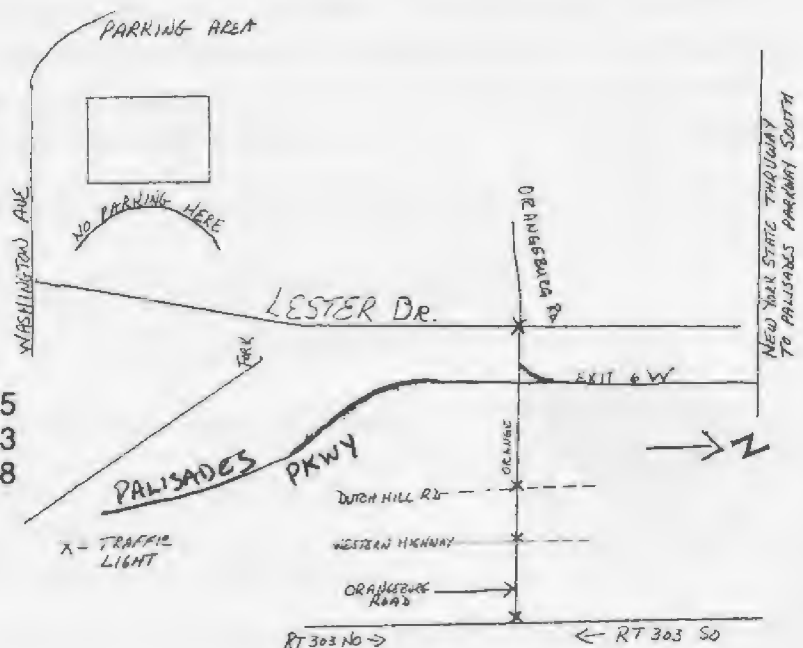 PARKING AREA
WASHINGTON AVE
NO PARKING HERE
ORANGEBURG RD
NEW YORK STATE THRUWAY
TO PALISADES PARKWAY SOUTH
LESTER DR.
EXIT 6 W
5
3
8
PALISADES PKWY
ORANGE
N
DUTCH HILL RD
X - TRAFFIC
LIGHT
WESTERN HIGHWAY
ORANGEBURG
ROAD
RT 303 NO →
← RT 303 SO